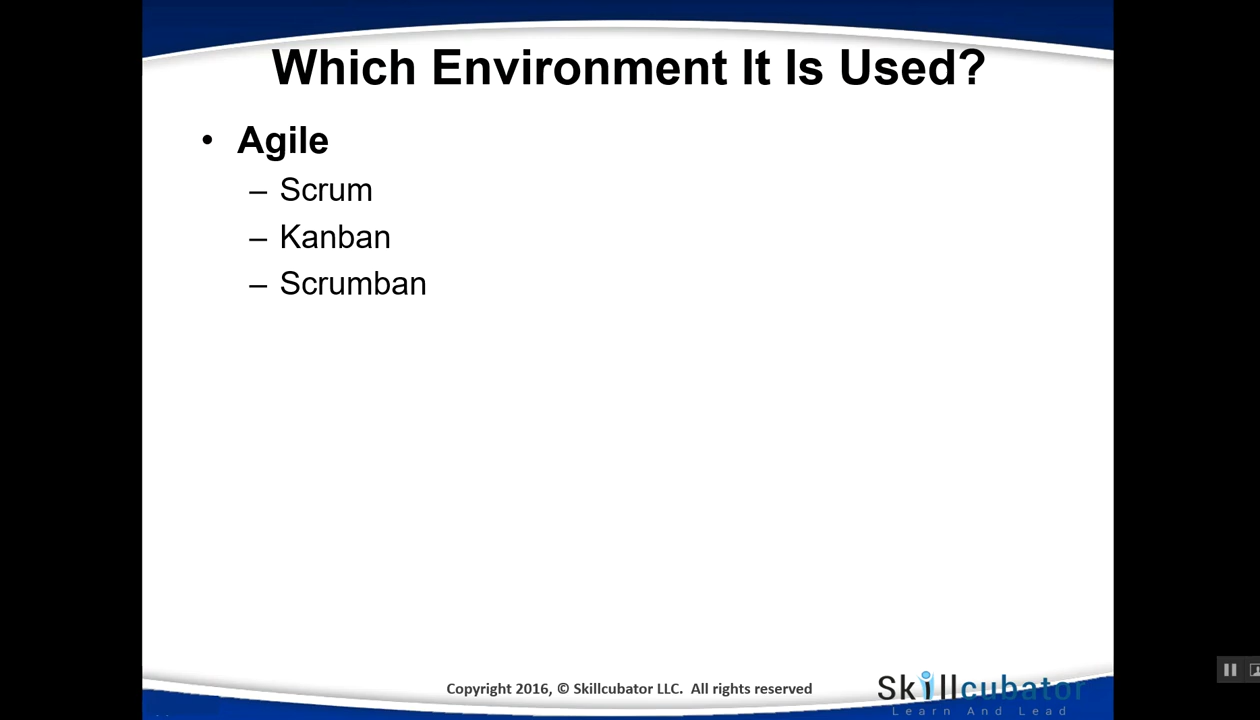 Which Environment It Is Used?
• Agile
– Scrum
– Kanban
– Scrumban
Copyright 2016, © Skillcubator LLC. All rights reserved
Skillcubator
Learn And Lead